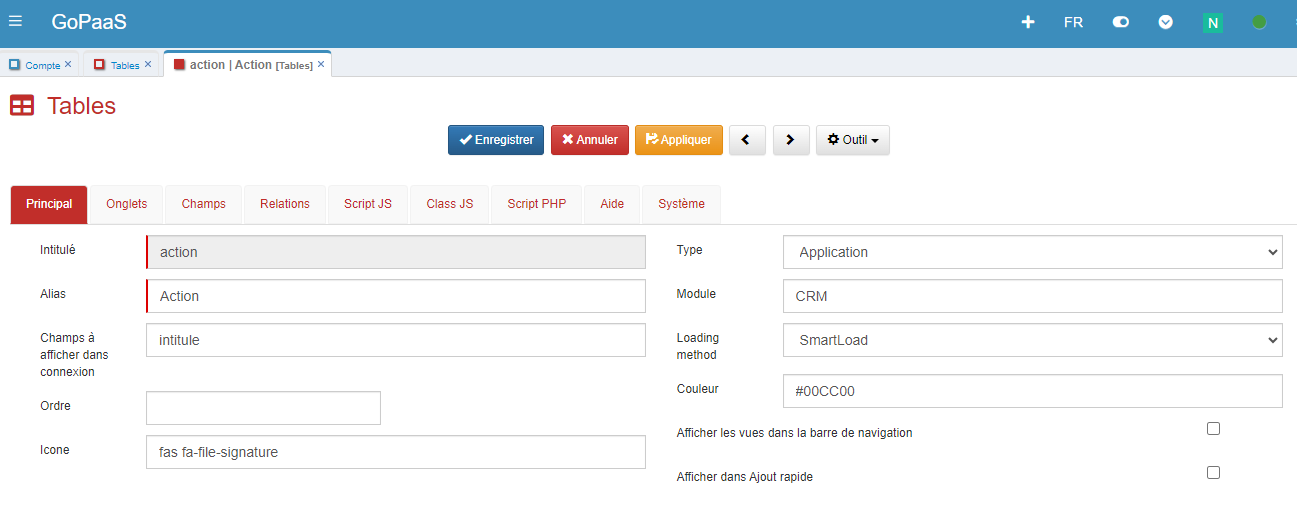 GoPaaS
FR
N
Compte ×
Tables ×
action | Action [Tables] ×
Tables
Enregistrer
Annuler
Appliquer
Outil
Principal
Onglets
Champs
Relations
Script JS
Class JS
Script PHP
Aide
Système
Intitulé
action
Type
Application
Alias
Action
Module
CRM
Champs à
afficher dans
connexion
intitule
Loading
method
SmartLoad
Couleur
#00CC00
Ordre
Afficher les vues dans la barre de navigation
Icone
fas fa-file-signature
Afficher dans Ajout rapide